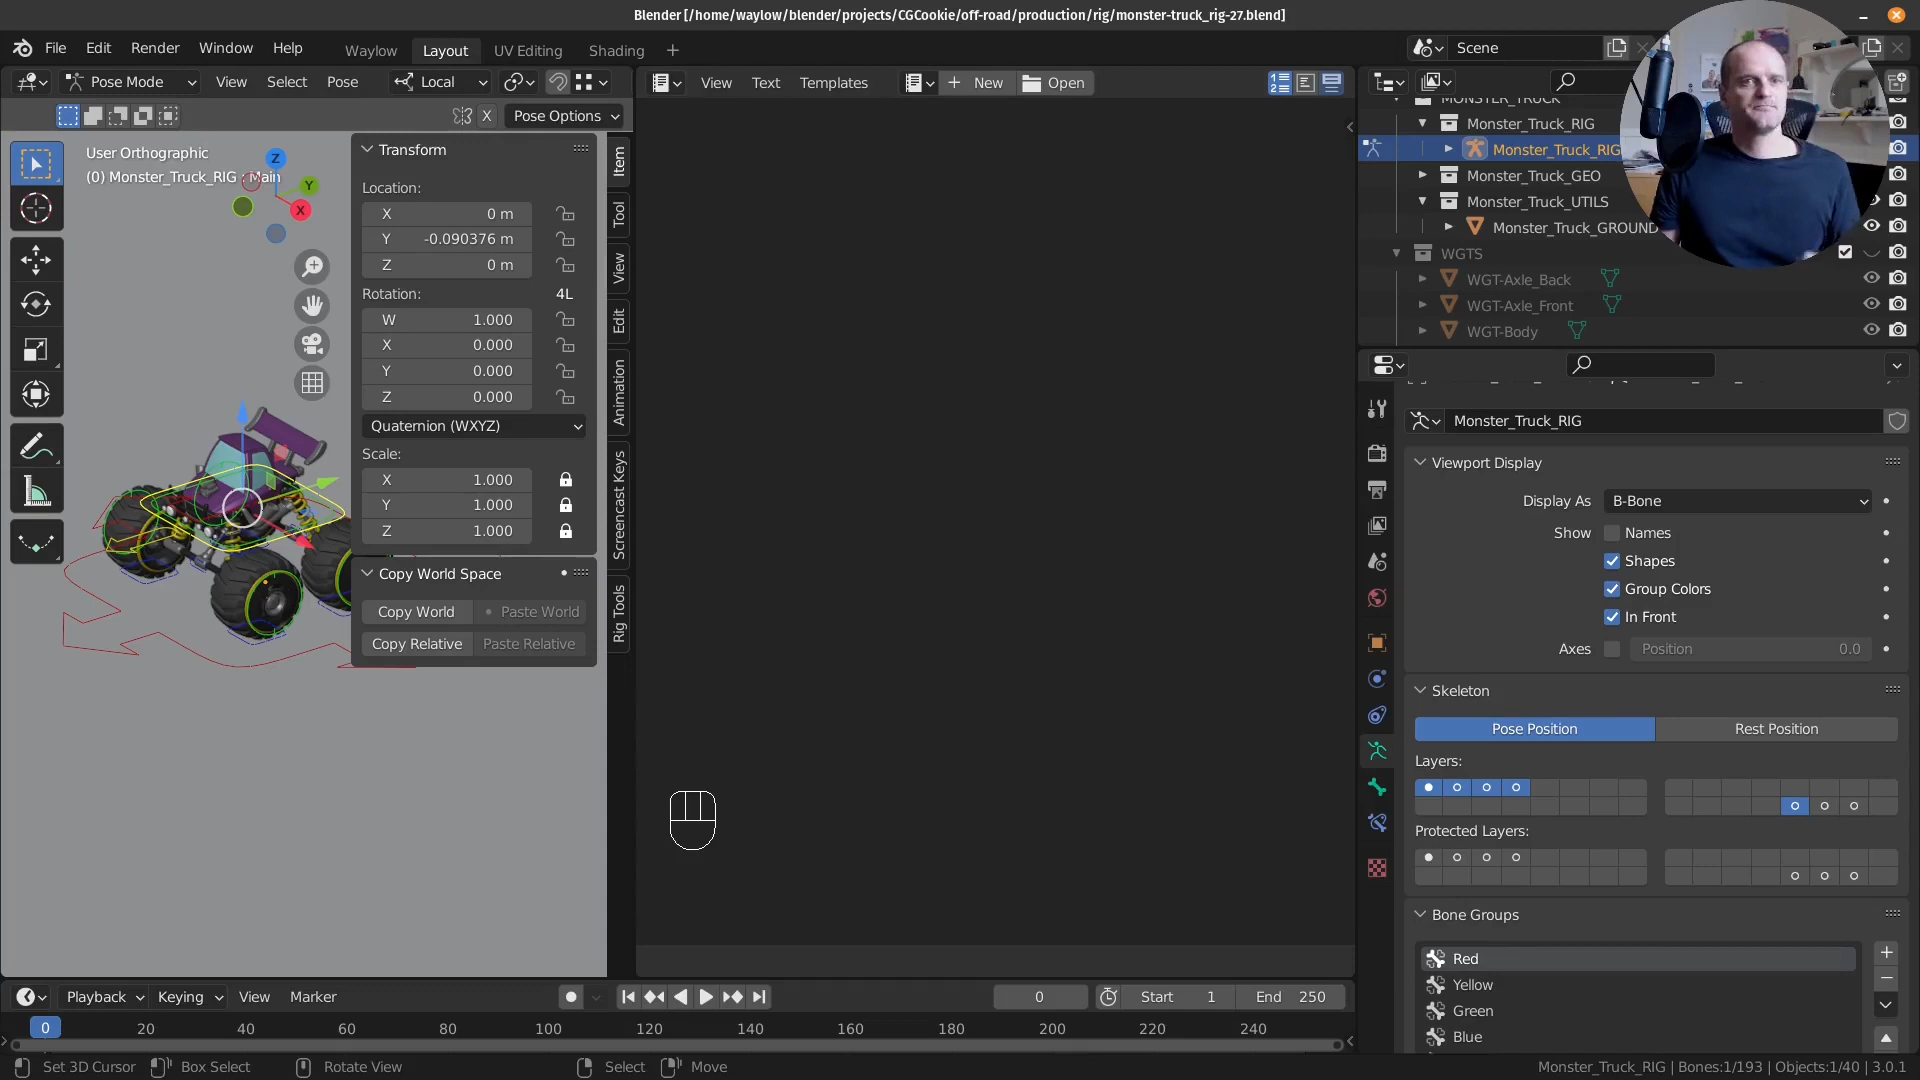 Blender [/home/waylow/blender/projects/CGCookie/off-road/production/rig/monster-truck_rig-27.blend]
File Edit Render Window Help Waylow Layout UV Editing Shading Scene
Pose Mode View Select Pose Local View Text Templates New Open
X Pose Options
User Orthographic
(0) Monster_Truck_RIG : Main
Z
Y
X
Transform
Location:
X 0 m
Y -0.090376 m
Z 0 m
Rotation: 4L
W 1.000
X 0.000
Y 0.000
Z 0.000
Quaternion (WXYZ)
Scale:
X 1.000
Y 1.000
Z 1.000
Copy World Space
Copy World Paste World
Copy Relative Paste Relative
Item
Tool
View
Edit
Animation
Screencast Keys
Rig Tools
MONSTER_TRUCK
Monster_Truck_RIG
Monster_Truck_RIG
Monster_Truck_GEO
Monster_Truck_UTILS
Monster_Truck_GROUND
WGTS
WGT-Axle_Back
WGT-Axle_Front
WGT-Body
Monster_Truck_RIG
Viewport Display
Display As B-Bone
Show Names
Shapes
Group Colors
In Front
Axes Position 0.0
Skeleton
Pose Position Rest Position
Layers:
Protected Layers:
Bone Groups
Red
Yellow
Green
Blue
Playback Keying View Marker 0 Start 1 End 250
0 20 40 60 80 100 120 140 160 180 200 220 240
Set 3D Cursor Box Select Rotate View Select Move Monster_Truck_RIG | Bones:1/193 | Objects:1/40 | 3.0.1